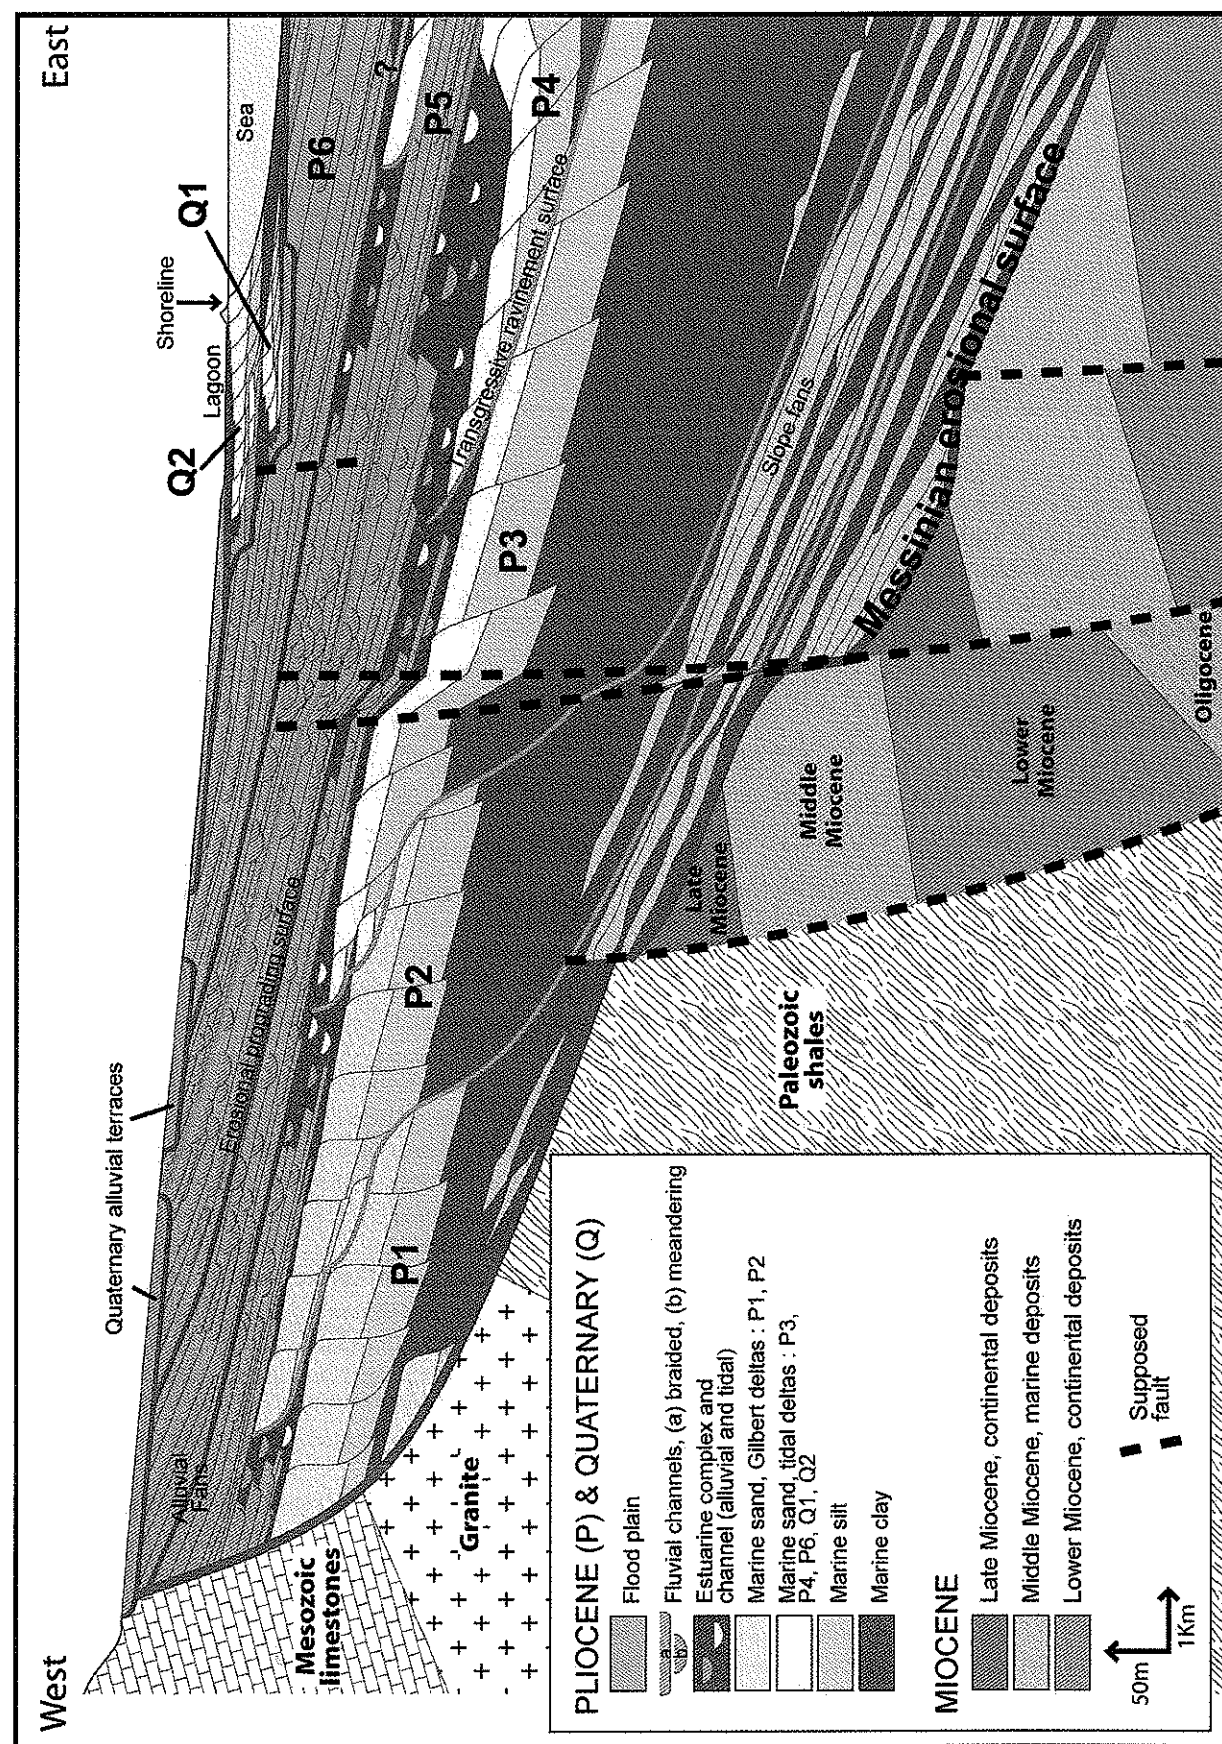 West
East
Sea
Shoreline
Lagoon
Q1
Q2
Quaternary alluvial terraces
P6
?
P5
P4
Erosional prograding surface
Alluvial
Fans
Transgressive ravinement surface
P3
P2
P1
Slope fans
Messinian erosional surface
Mesozoic
limestones
Granite
Paleozoic
shales
Late
Miocene
Middle
Miocene
Lower
Miocene
Oligocene
PLIOCENE (P) & QUATERNARY (Q)
Flood plain
a
b
Fluvial channels, (a) braided, (b) meandering
Estuarine complex and
channel (alluvial and tidal)
Marine sand, Gilbert deltas : P1, P2
Marine sand, tidal deltas : P3,
P4, P6, Q1, Q2
Marine silt
Marine clay
MIOCENE
Late Miocene, continental deposits
Middle Miocene, marine deposits
Lower Miocene, continental deposits
50m
1Km
Supposed
fault